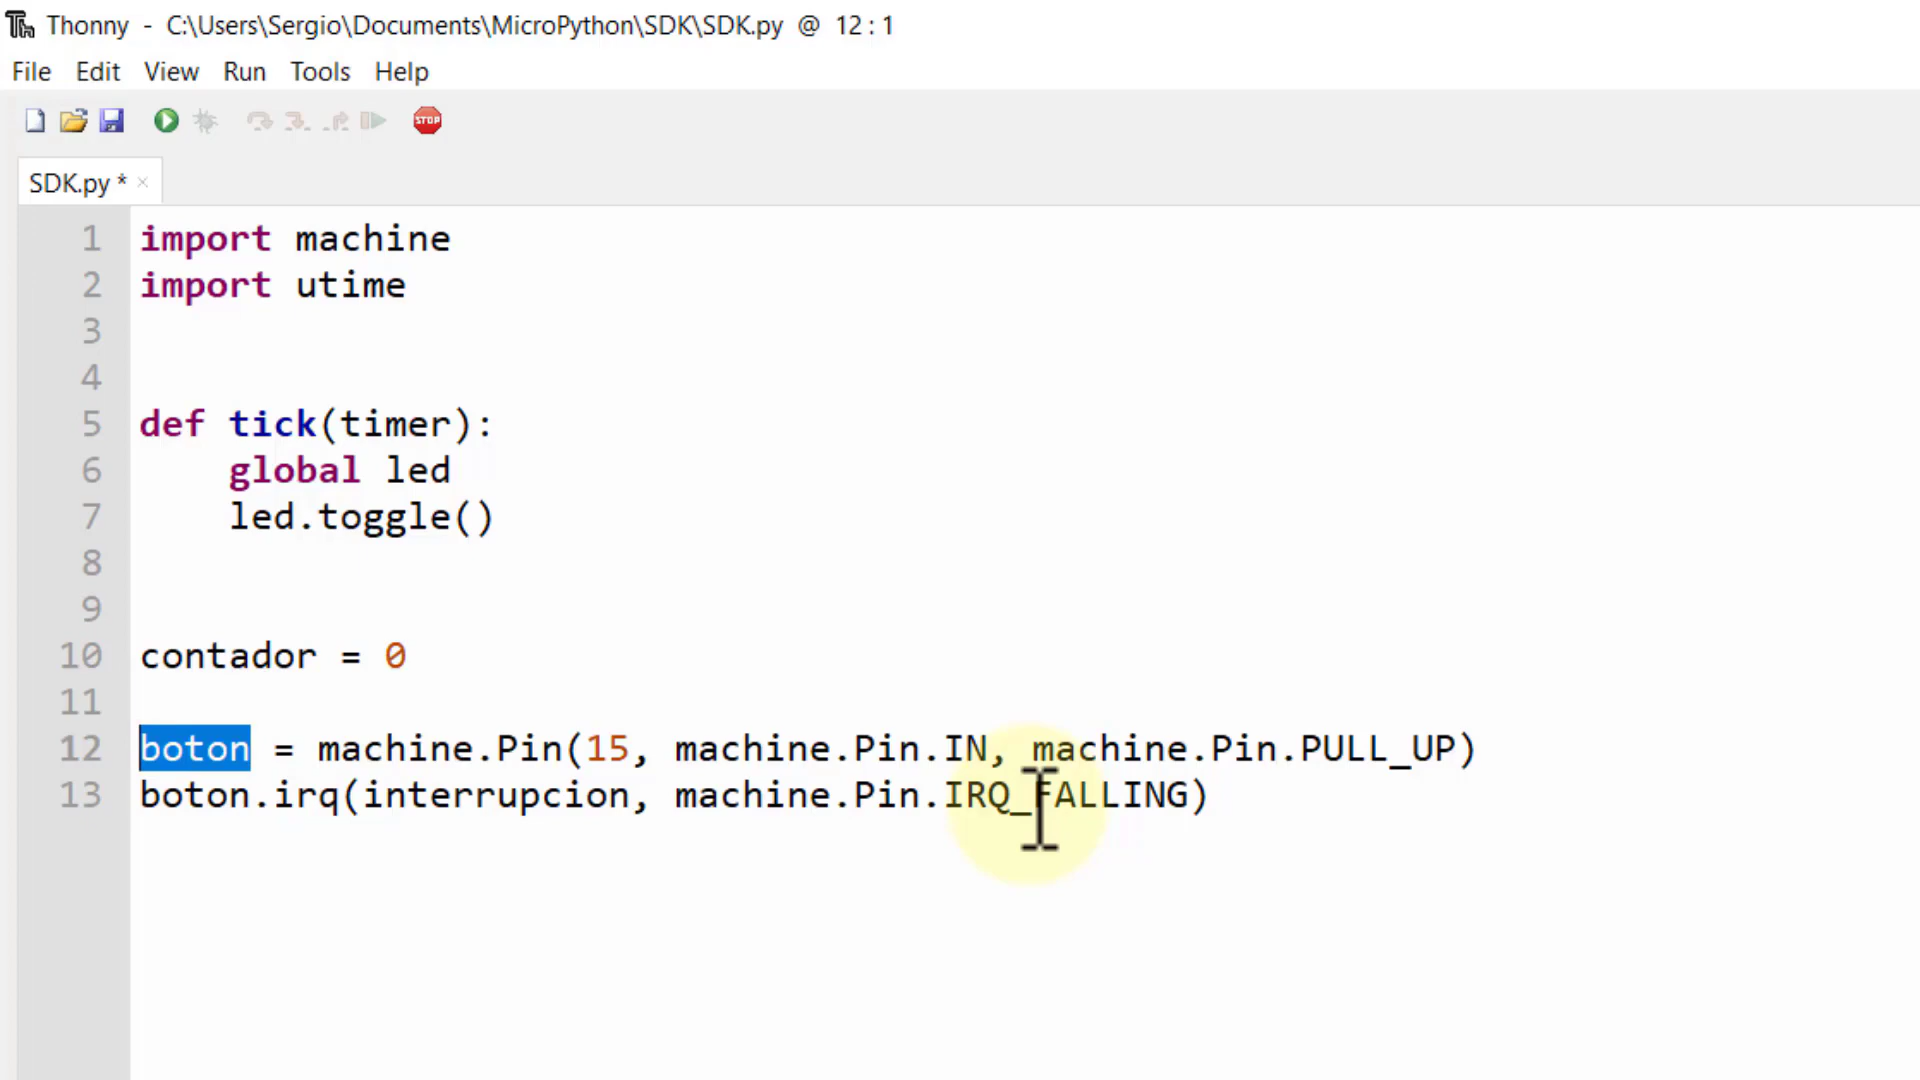 Thonny - C:\Users\Sergio\Documents\MicroPython\SDK\SDK.py @ 12 : 1
File Edit View Run Tools Help
STOP
SDK.py *
1 import machine
2 import utime
3
4
5 def tick(timer):
6     global led
7     led.toggle()
8
9
10 contador = 0
11
12 boton = machine.Pin(15, machine.Pin.IN, machine.Pin.PULL_UP)
13 boton.irq(interrupcion, machine.Pin.IRQ_FALLING)